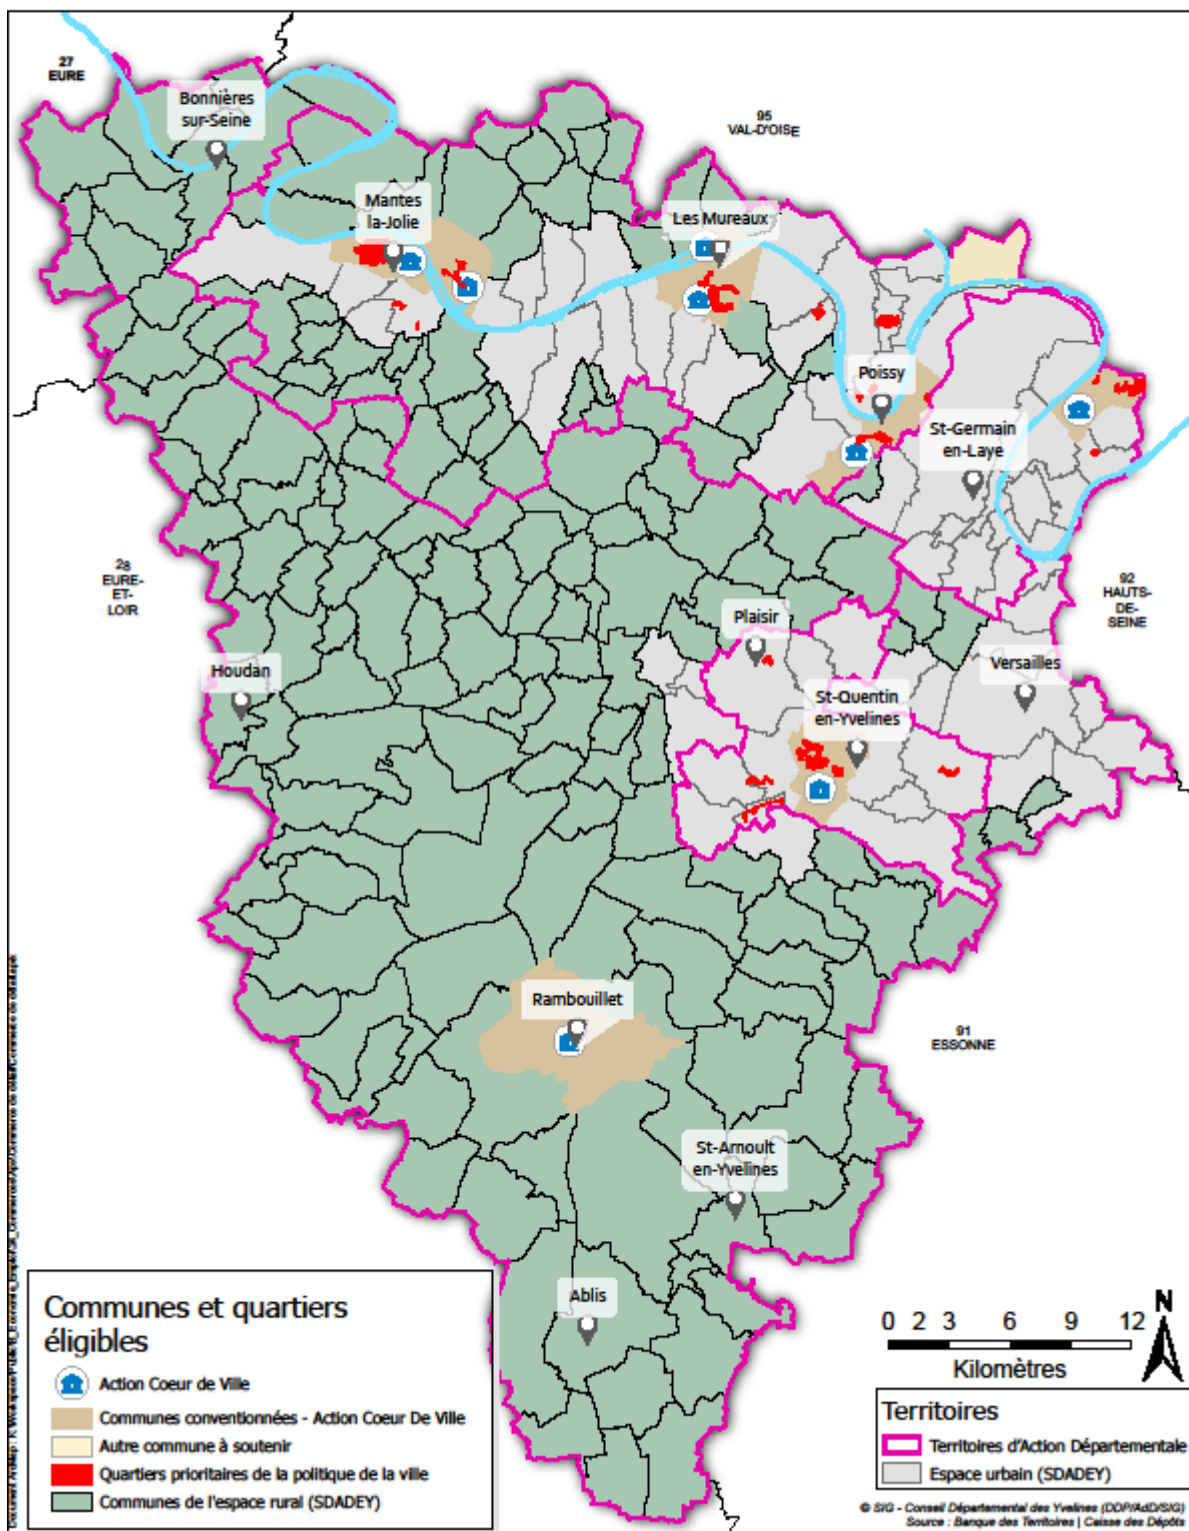 27
EURE
Bonnières
sur-Seine
95
VAL-D'OISE
Mantes
la-Jolie
Les Mureaux
Poissy
St-Germain
en-Laye
28
EURE-
ET-
LOIR
92
HAUTS-
DE-
SEINE
Plaisir
Houdan
Versailles
St-Quentin
en-Yvelines
Rambouillet
91
ESSONNE
St-Arnoult
en-Yvelines
Ablis
Communes et quartiers
éligibles
Action Coeur de Ville
Communes conventionnées - Action Coeur De Ville
Autre commune à soutenir
Quartiers prioritaires de la politique de la ville
Communes de l'espace rural (SDADEY)
N
0 2 3 6 9 12
Kilomètres
Territoires
Territoires d'Action Départementale
Espace urbain (SDADEY)
© SIG - Conseil Départemental des Yvelines (DDP/AdD/SIG)
Source : Banque des Territoires | Caisse des Dépôts